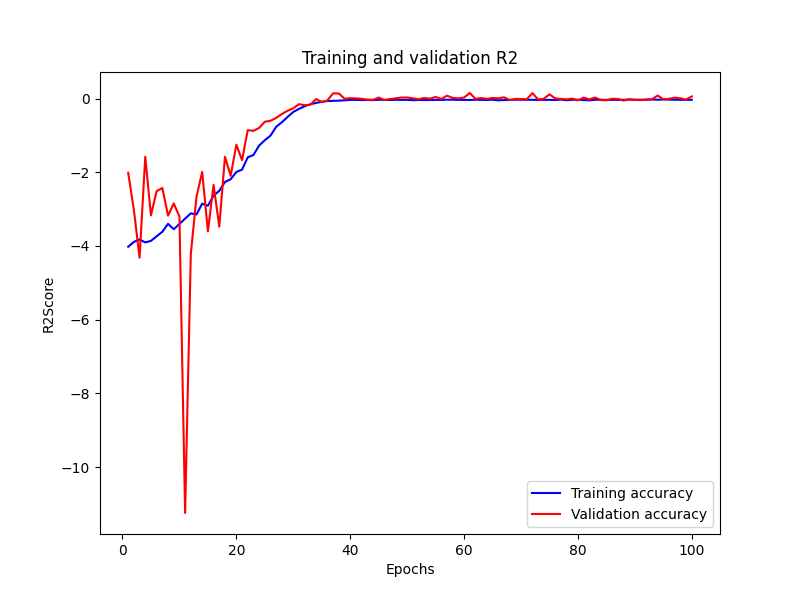 Training and validation R2
R2Score
0
−2
−4
−6
−8
−10
0 20 40 60 80 100
Epochs
Training accuracy
Validation accuracy